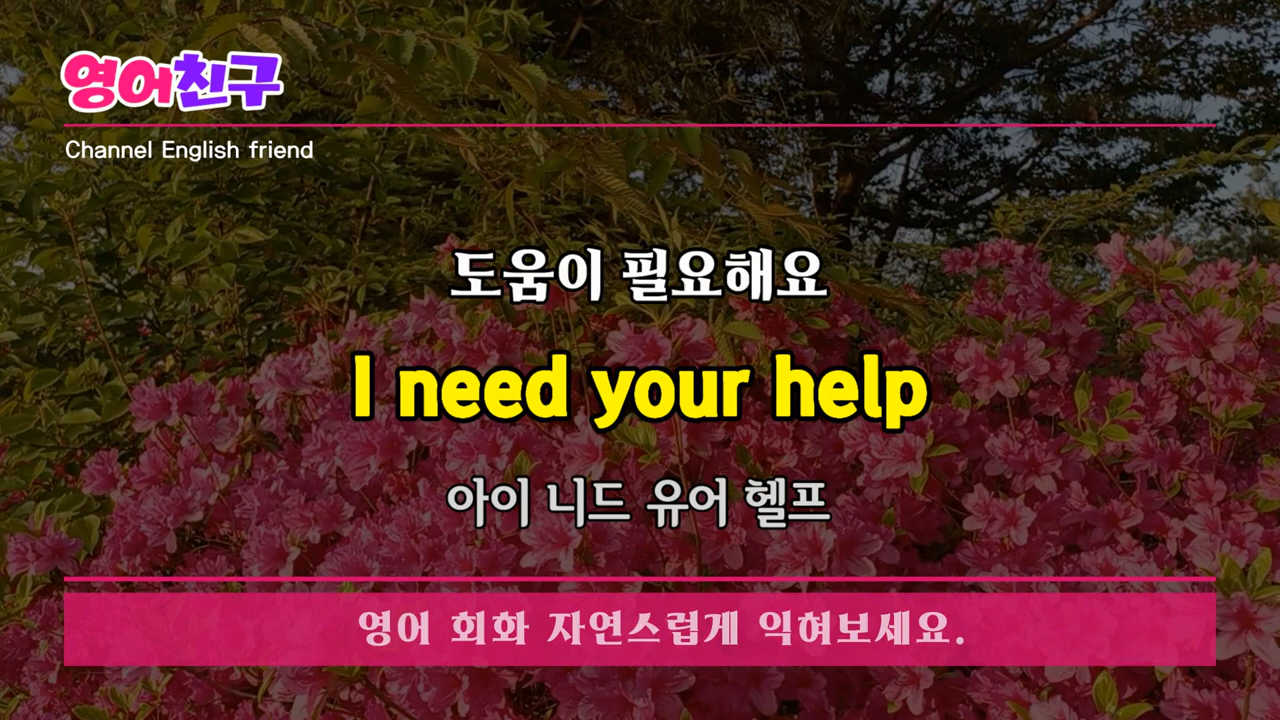 영어친구
Channel English friend
도움이 필요해요
I need your help
아이 니드 유어 헬프
영어 회화 자연스럽게 익혀보세요.